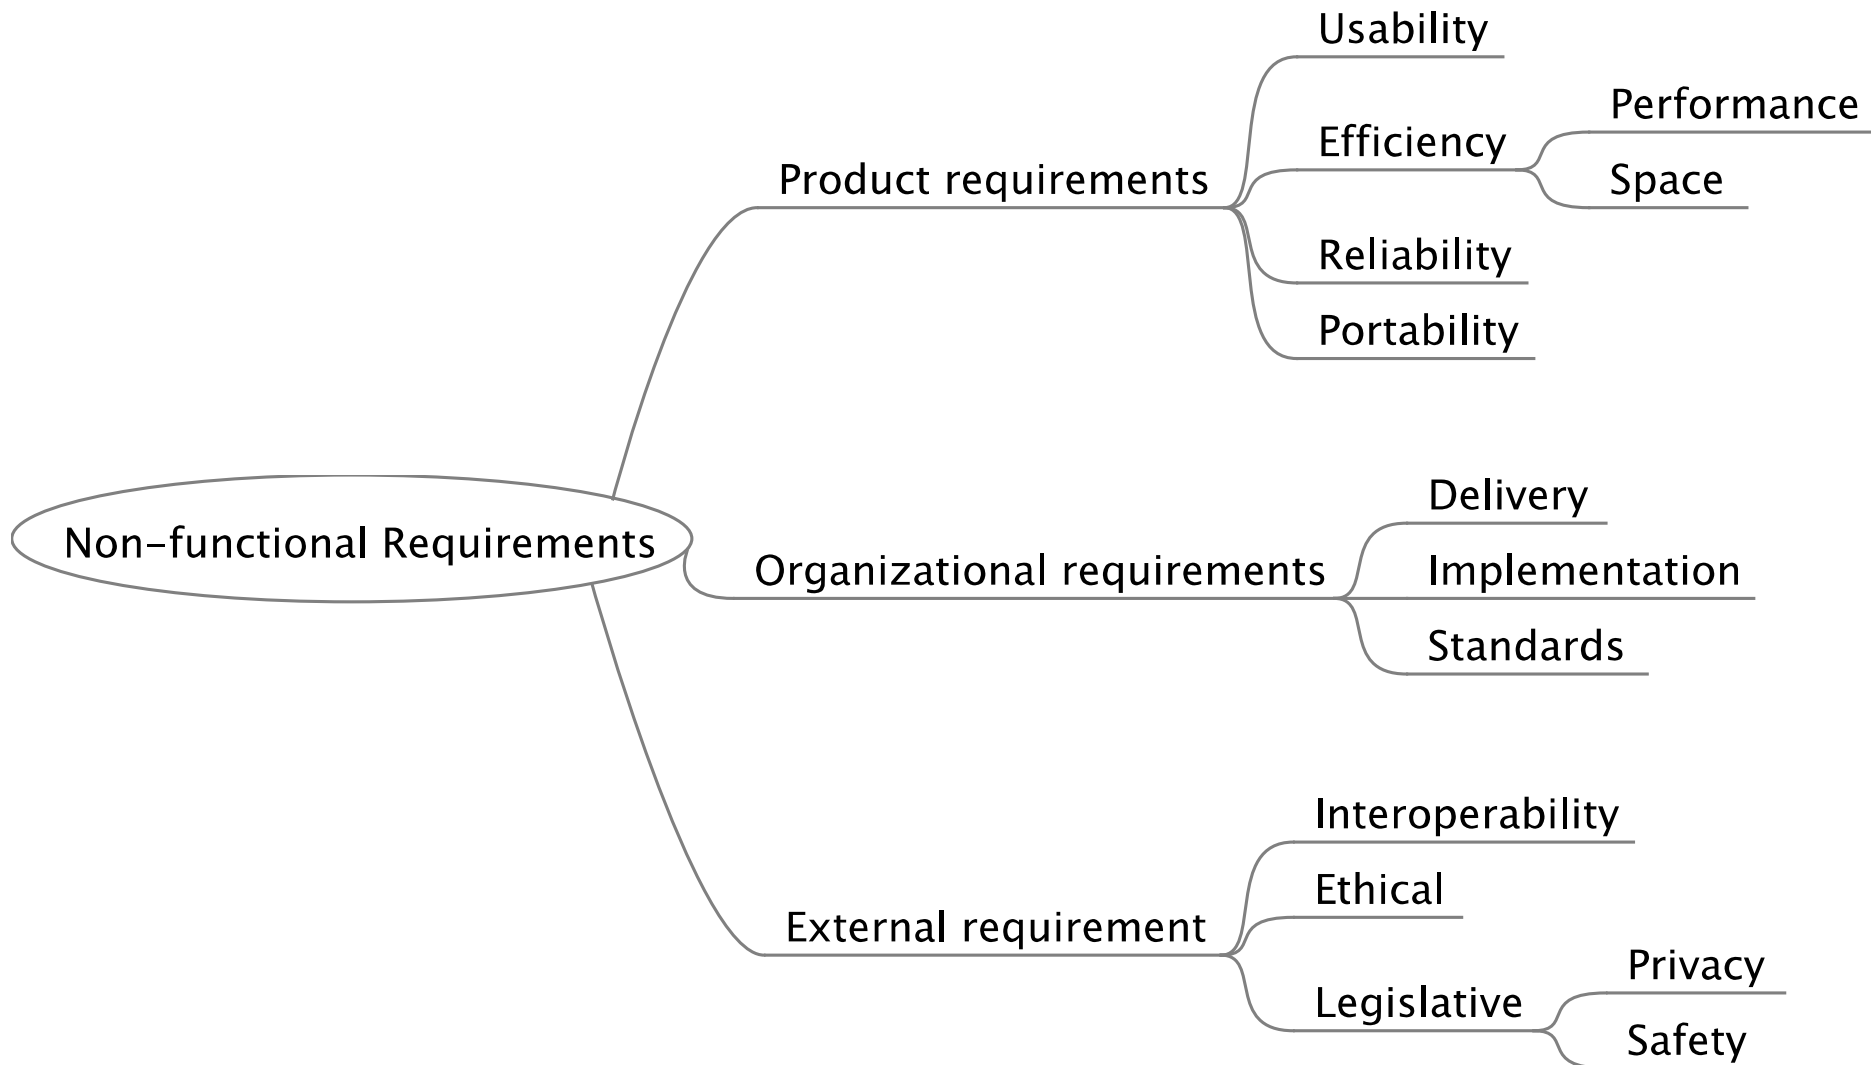 Non-functional Requirements
Product requirements
Usability
Efficiency
Performance
Space
Reliability
Portability
Organizational requirements
Delivery
Implementation
Standards
External requirement
Interoperability
Ethical
Legislative
Privacy
Safety